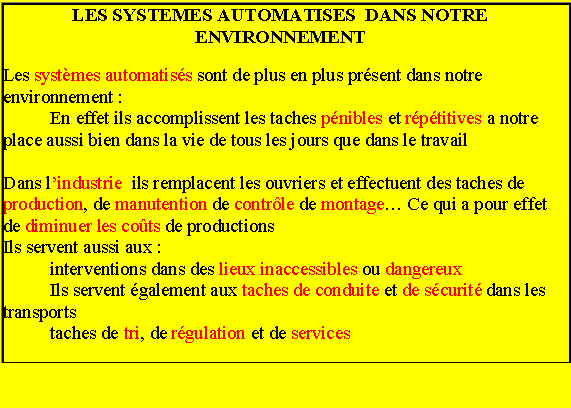 LES SYSTEMES AUTOMATISES DANS NOTRE
ENVIRONNEMENT
Les systèmes automatisés sont de plus en plus présent dans notre
environnement :
En effet ils accomplissent les taches pénibles et répétitives a notre
place aussi bien dans la vie de tous les jours que dans le travail
Dans l’industrie ils remplacent les ouvriers et effectuent des taches de
production, de manutention de contrôle de montage… Ce qui a pour effet
de diminuer les coûts de productions
Ils servent aussi aux :
interventions dans des lieux inaccessibles ou dangereux
Ils servent également aux taches de conduite et de sécurité dans les
transports
taches de tri, de régulation et de services